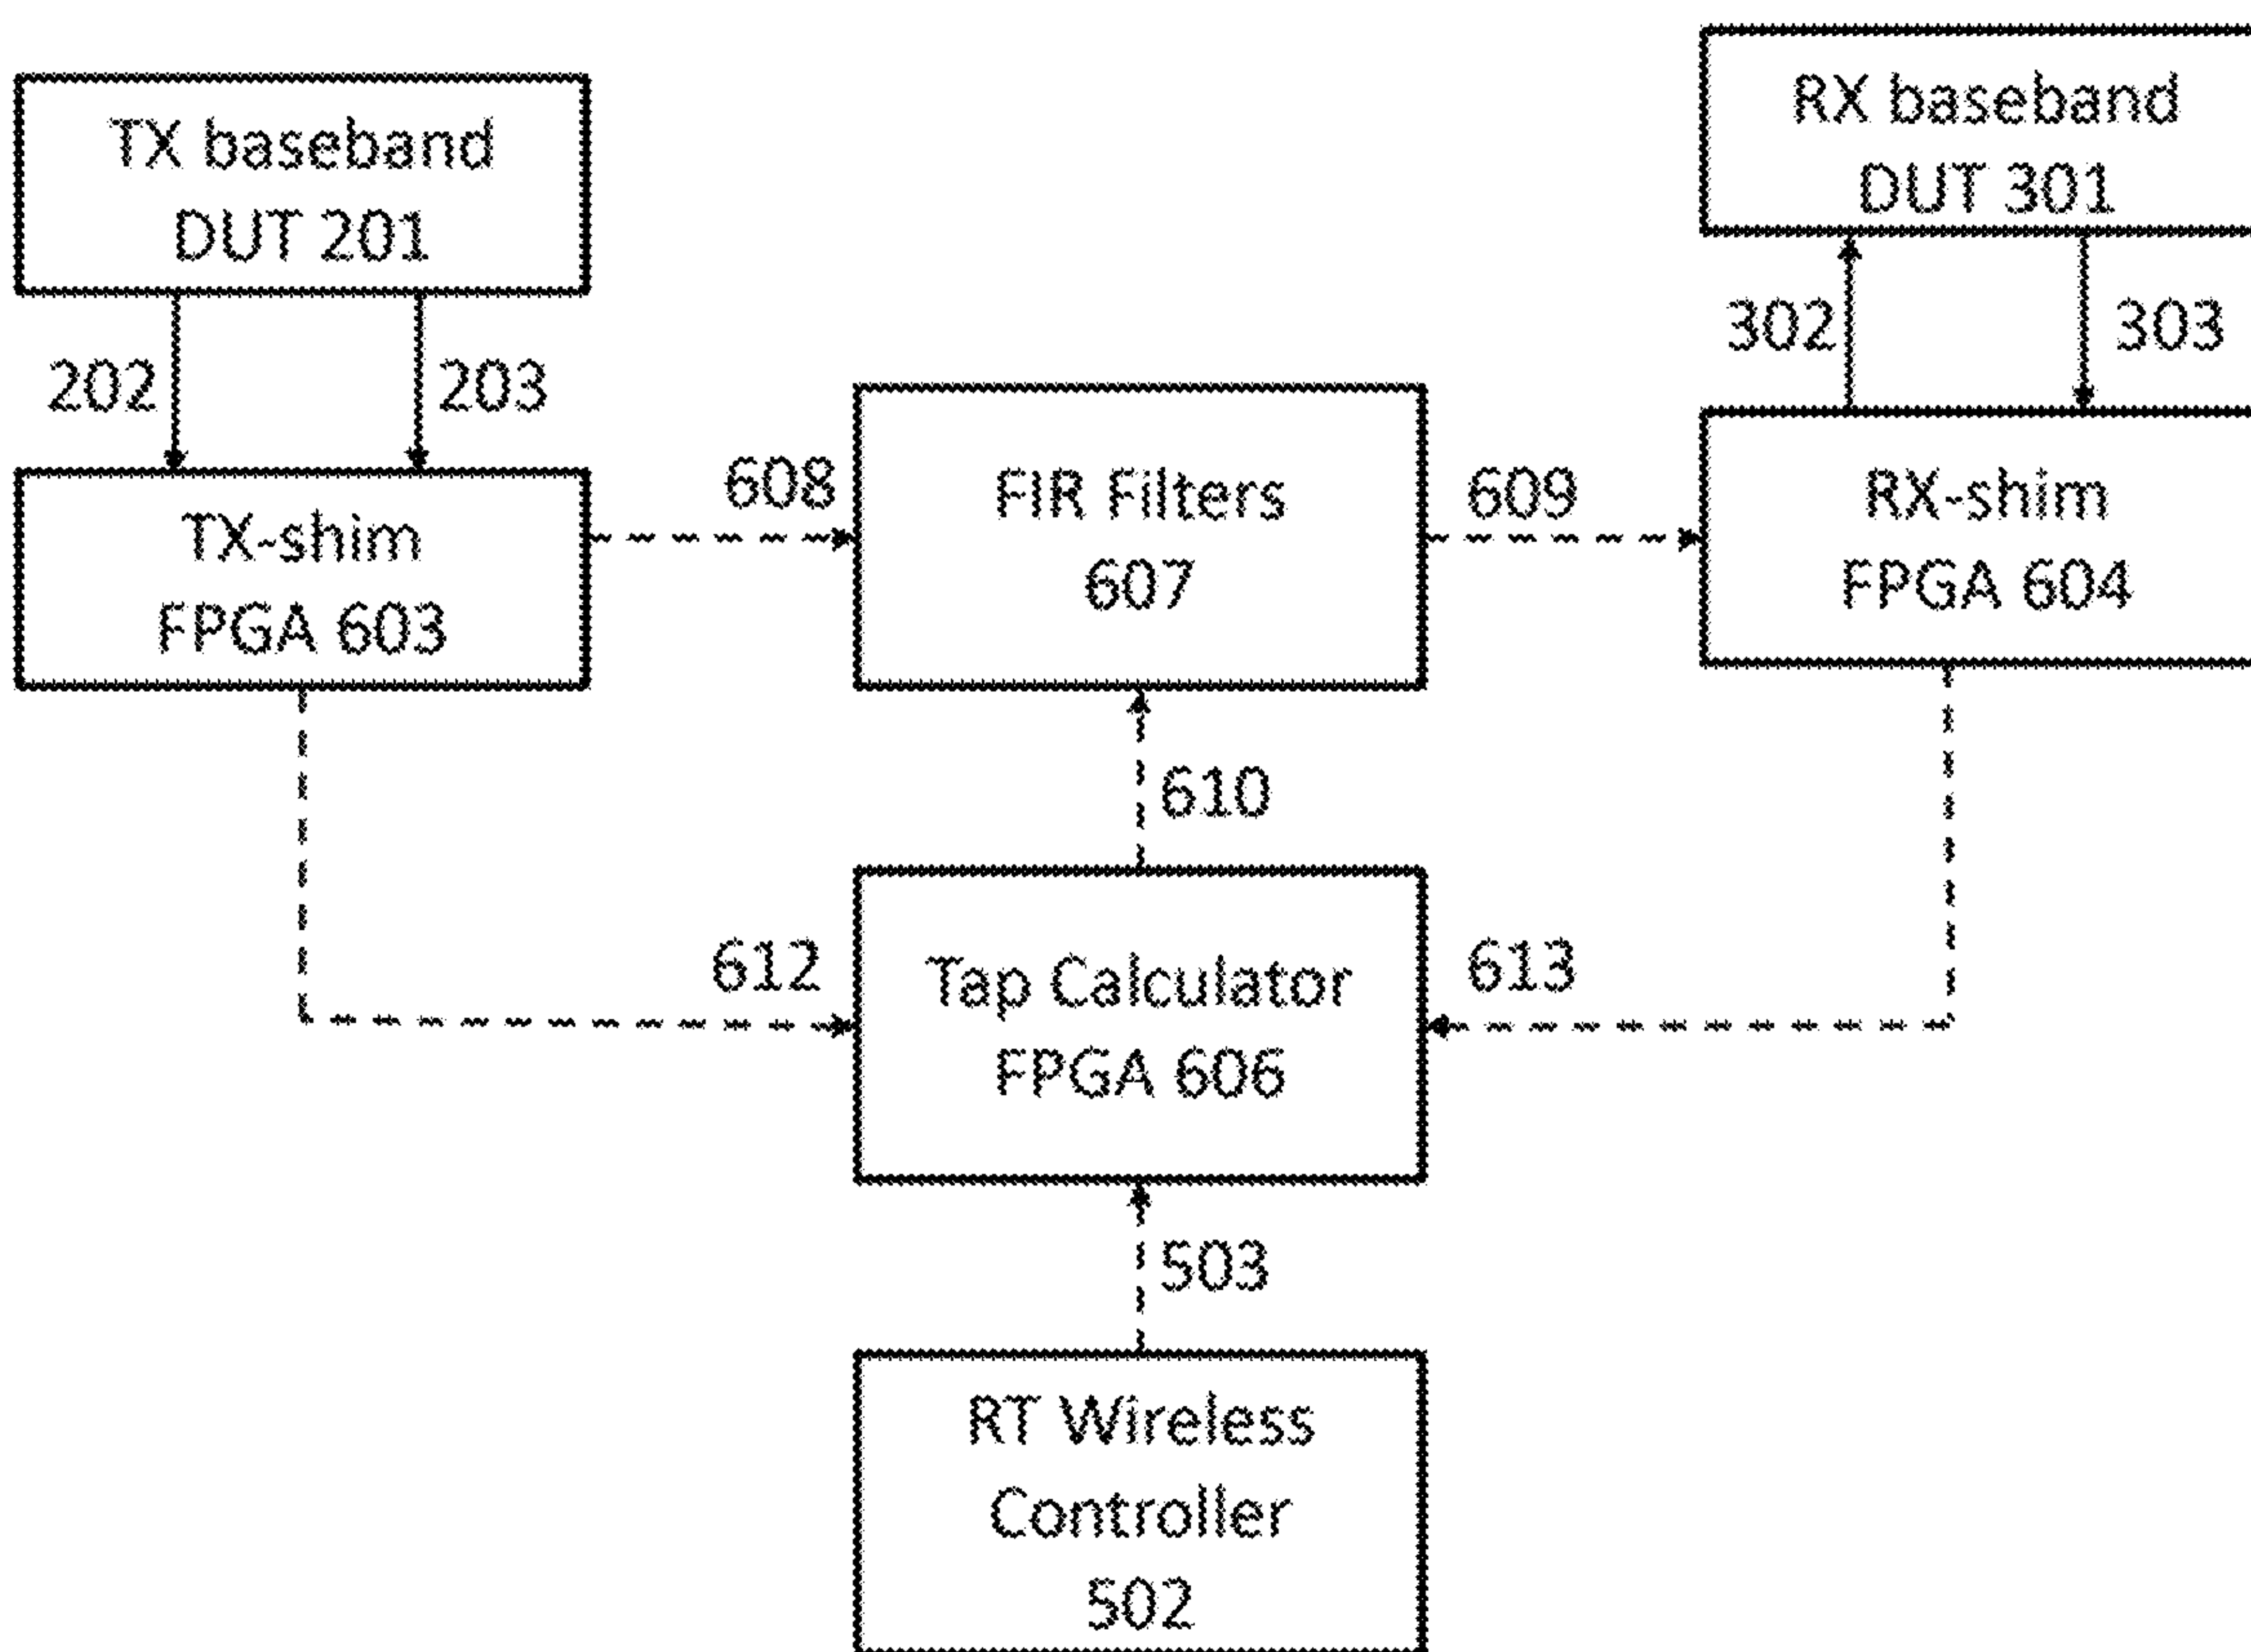 TX baseband
DUT 201
RX baseband
DUT 301
202
203
302
303
TX-shim
FPGA 603
608
FIR Filters
607
609
RX-shim
FPGA 604
610
612
Tap Calculator
FPGA 606
613
503
RT Wireless
Controller
502